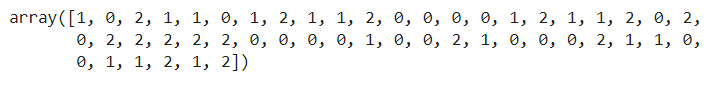 array([1, 0, 2, 1, 1, 0, 1, 2, 1, 1, 2, 0, 0, 0, 0, 1, 2, 1, 1, 2, 0, 2,
0, 2, 2, 2, 2, 2, 0, 0, 0, 0, 1, 0, 0, 2, 1, 0, 0, 0, 2, 1, 1, 0,
0, 1, 1, 2, 1, 2])